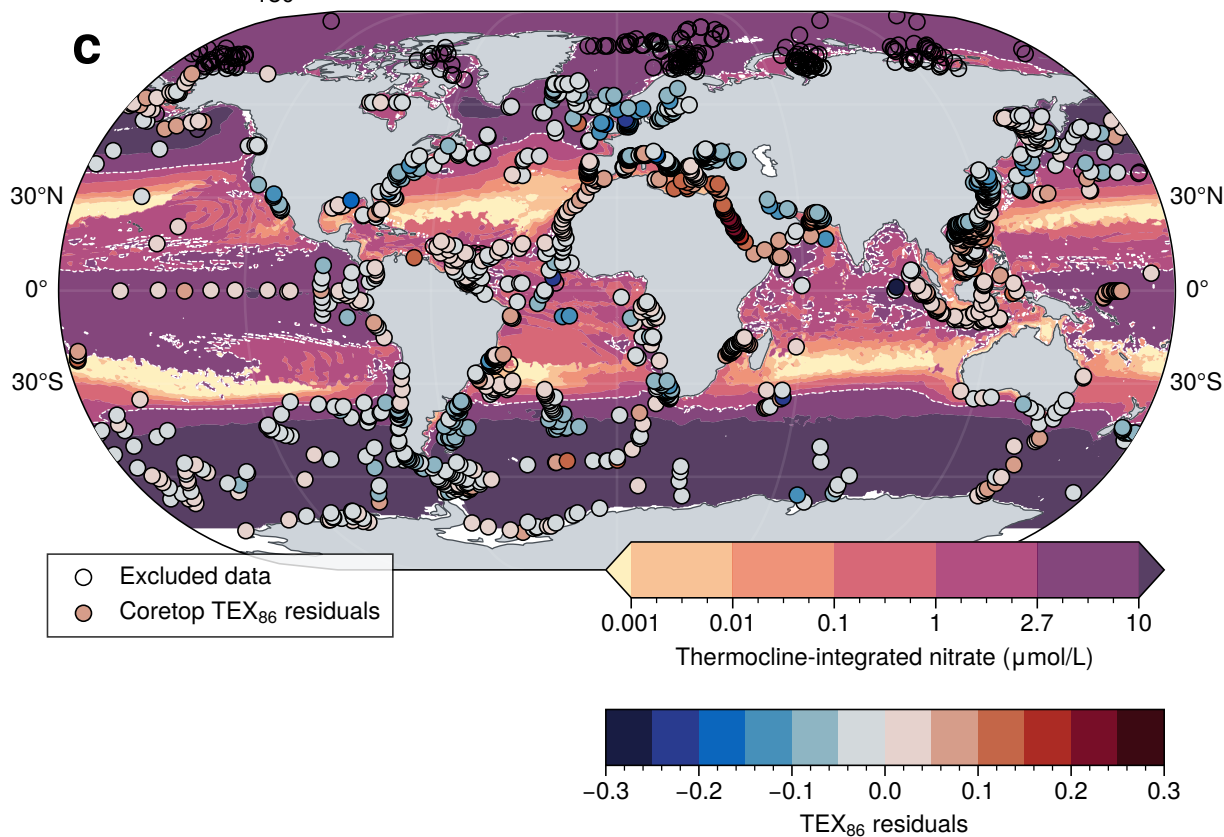 c
30°N
30°N
0°
0°
30°S
30°S
Excluded data
Coretop TEX₈₆ residuals
0.001 0.01 0.1 1 2.7 10
Thermocline-integrated nitrate (μmol/L)
−0.3 −0.2 −0.1 0.0 0.1 0.2 0.3
TEX₈₆ residuals